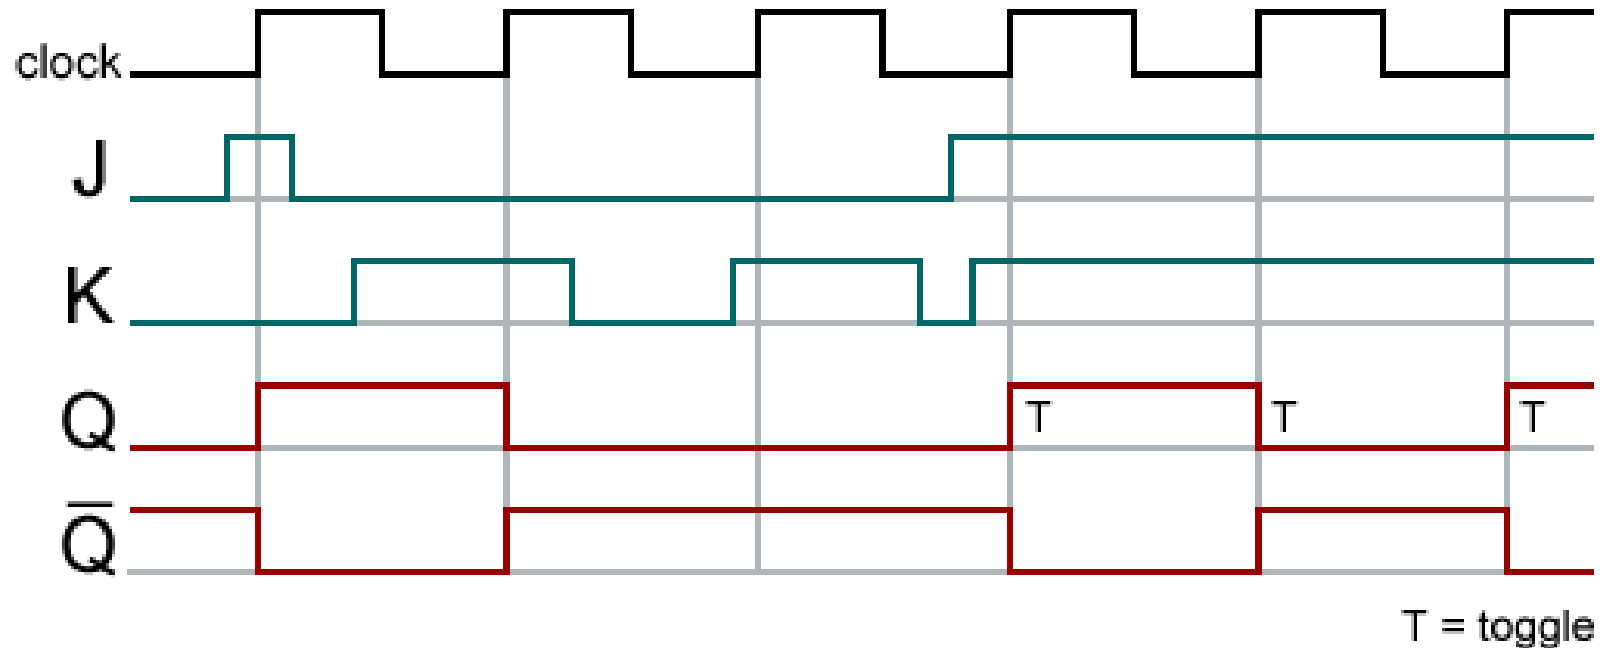 clock
J
K
Q
T T T
Q̅
T = toggle